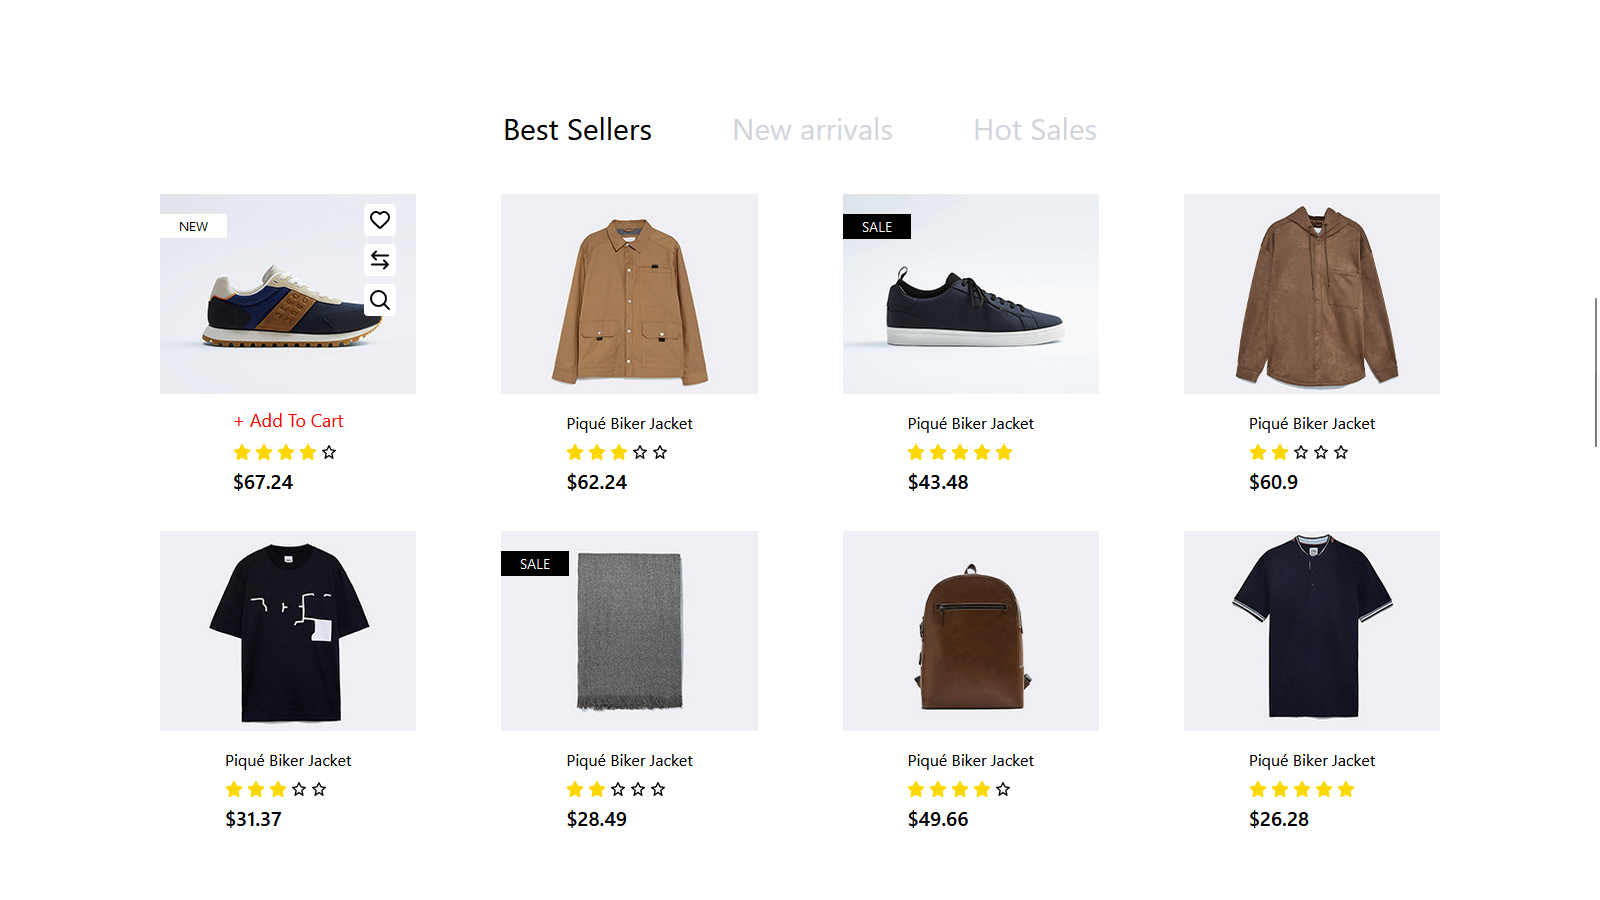 Best Sellers New arrivals Hot Sales
NEW
SALE
+ Add To Cart
$67.24
Piqué Biker Jacket
$62.24
Piqué Biker Jacket
$43.48
Piqué Biker Jacket
$60.9
SALE
Piqué Biker Jacket
$31.37
Piqué Biker Jacket
$28.49
Piqué Biker Jacket
$49.66
Piqué Biker Jacket
$26.28